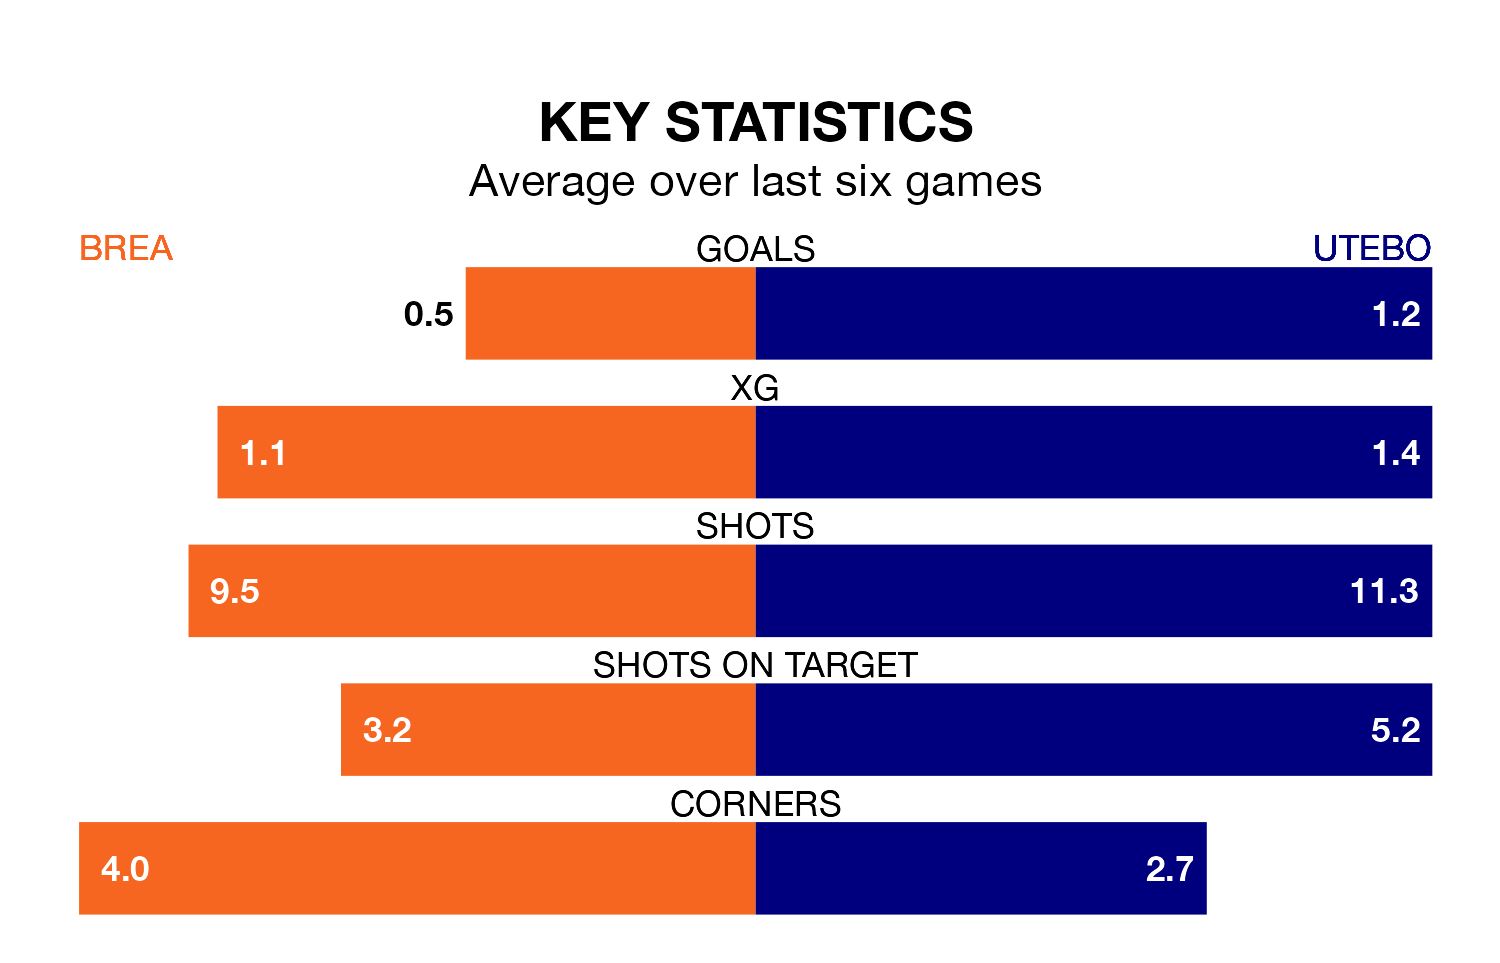 KEY STATISTICS
Average over last six games
BREA GOALS UTEBO
0.5 1.2
XG
1.1 1.4
SHOTS
9.5 11.3
SHOTS ON TARGET
3.2 5.2
CORNERS
4.0 2.7